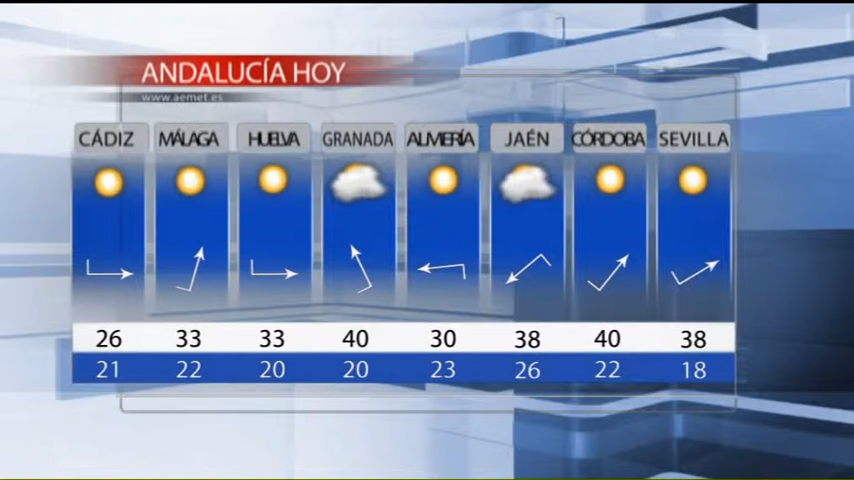 ANDALUCÍA HOY
www.aemet.es
CÁDIZ MÁLAGA HUELVA GRANADA ALMERÍA JAÉN CÓRDOBA SEVILLA
26 33 33 40 30 38 40 38
21 22 20 20 23 26 22 18